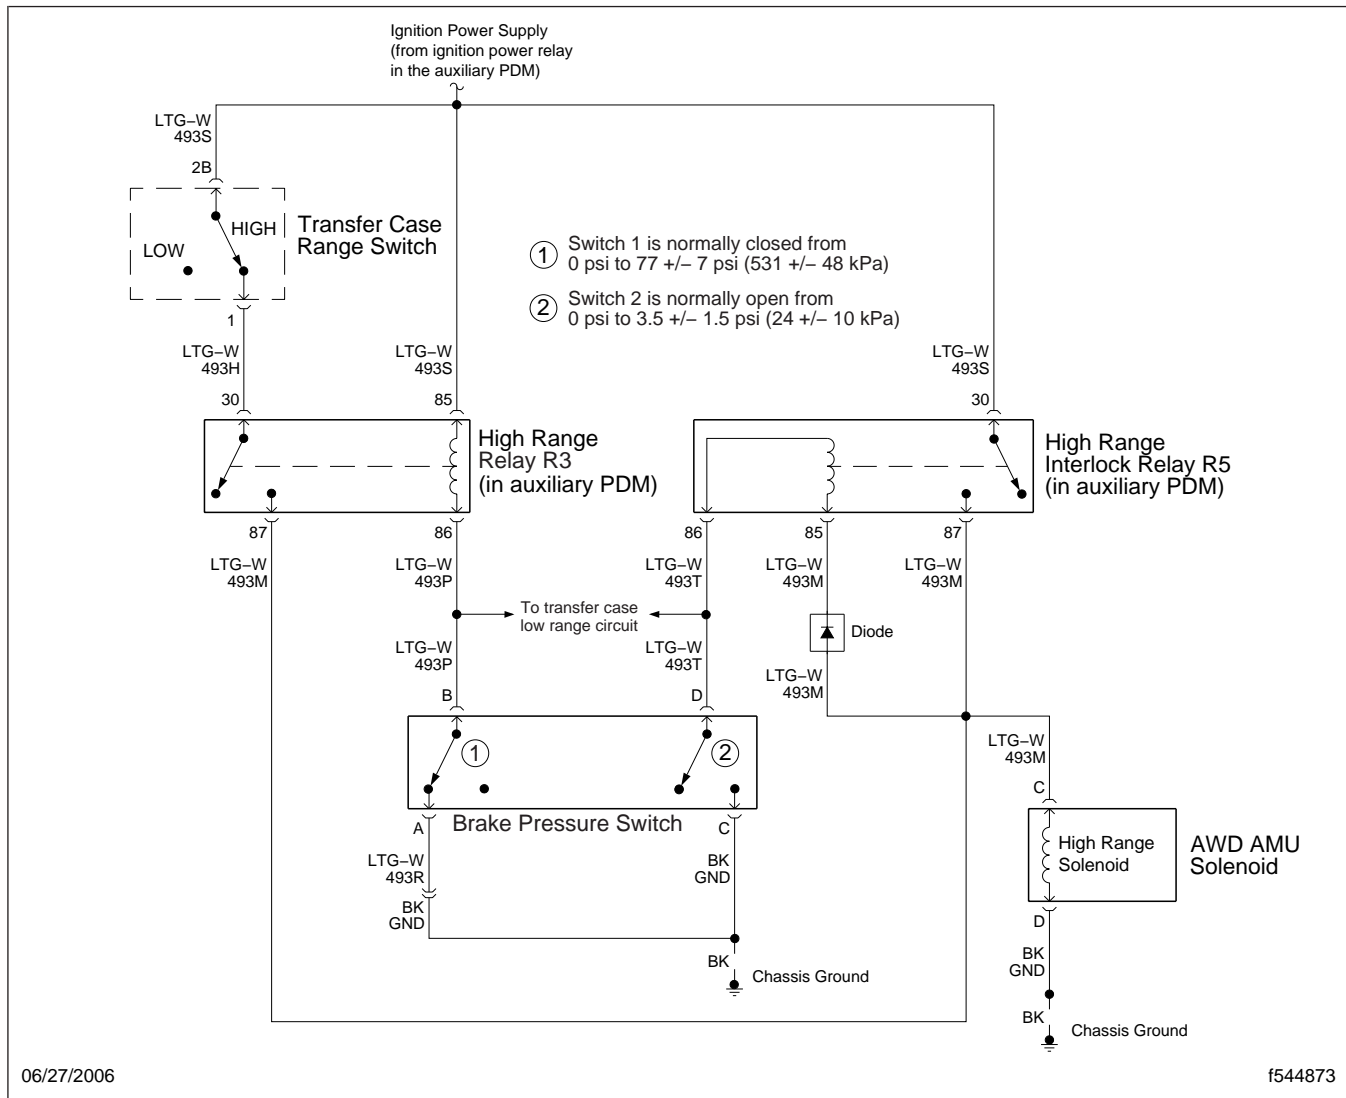 Ignition Power Supply
(from ignition power relay
in the auxiliary PDM)
LTG–W
493S
2B
HIGH
LOW
Transfer Case
Range Switch
1
1 Switch 1 is normally closed from
0 psi to 77 +/– 7 psi (531 +/– 48 kPa)
2 Switch 2 is normally open from
0 psi to 3.5 +/– 1.5 psi (24 +/– 10 kPa)
LTG–W
493H
30
LTG–W
493S
85
LTG–W
493S
30
High Range
Relay R3
(in auxiliary PDM)
High Range
Interlock Relay R5
(in auxiliary PDM)
87
86
86
85
87
LTG–W
493M
LTG–W
493P
LTG–W
493T
LTG–W
493M
LTG–W
493M
To transfer case
low range circuit
Diode
LTG–W
493P
LTG–W
493T
LTG–W
493M
B
D
1
2
LTG–W
493M
C
A
Brake Pressure Switch
C
High Range
Solenoid
AWD AMU
Solenoid
LTG–W
493R
BK
GND
BK
GND
D
BK
GND
BK
Chassis Ground
BK
Chassis Ground
06/27/2006
f544873